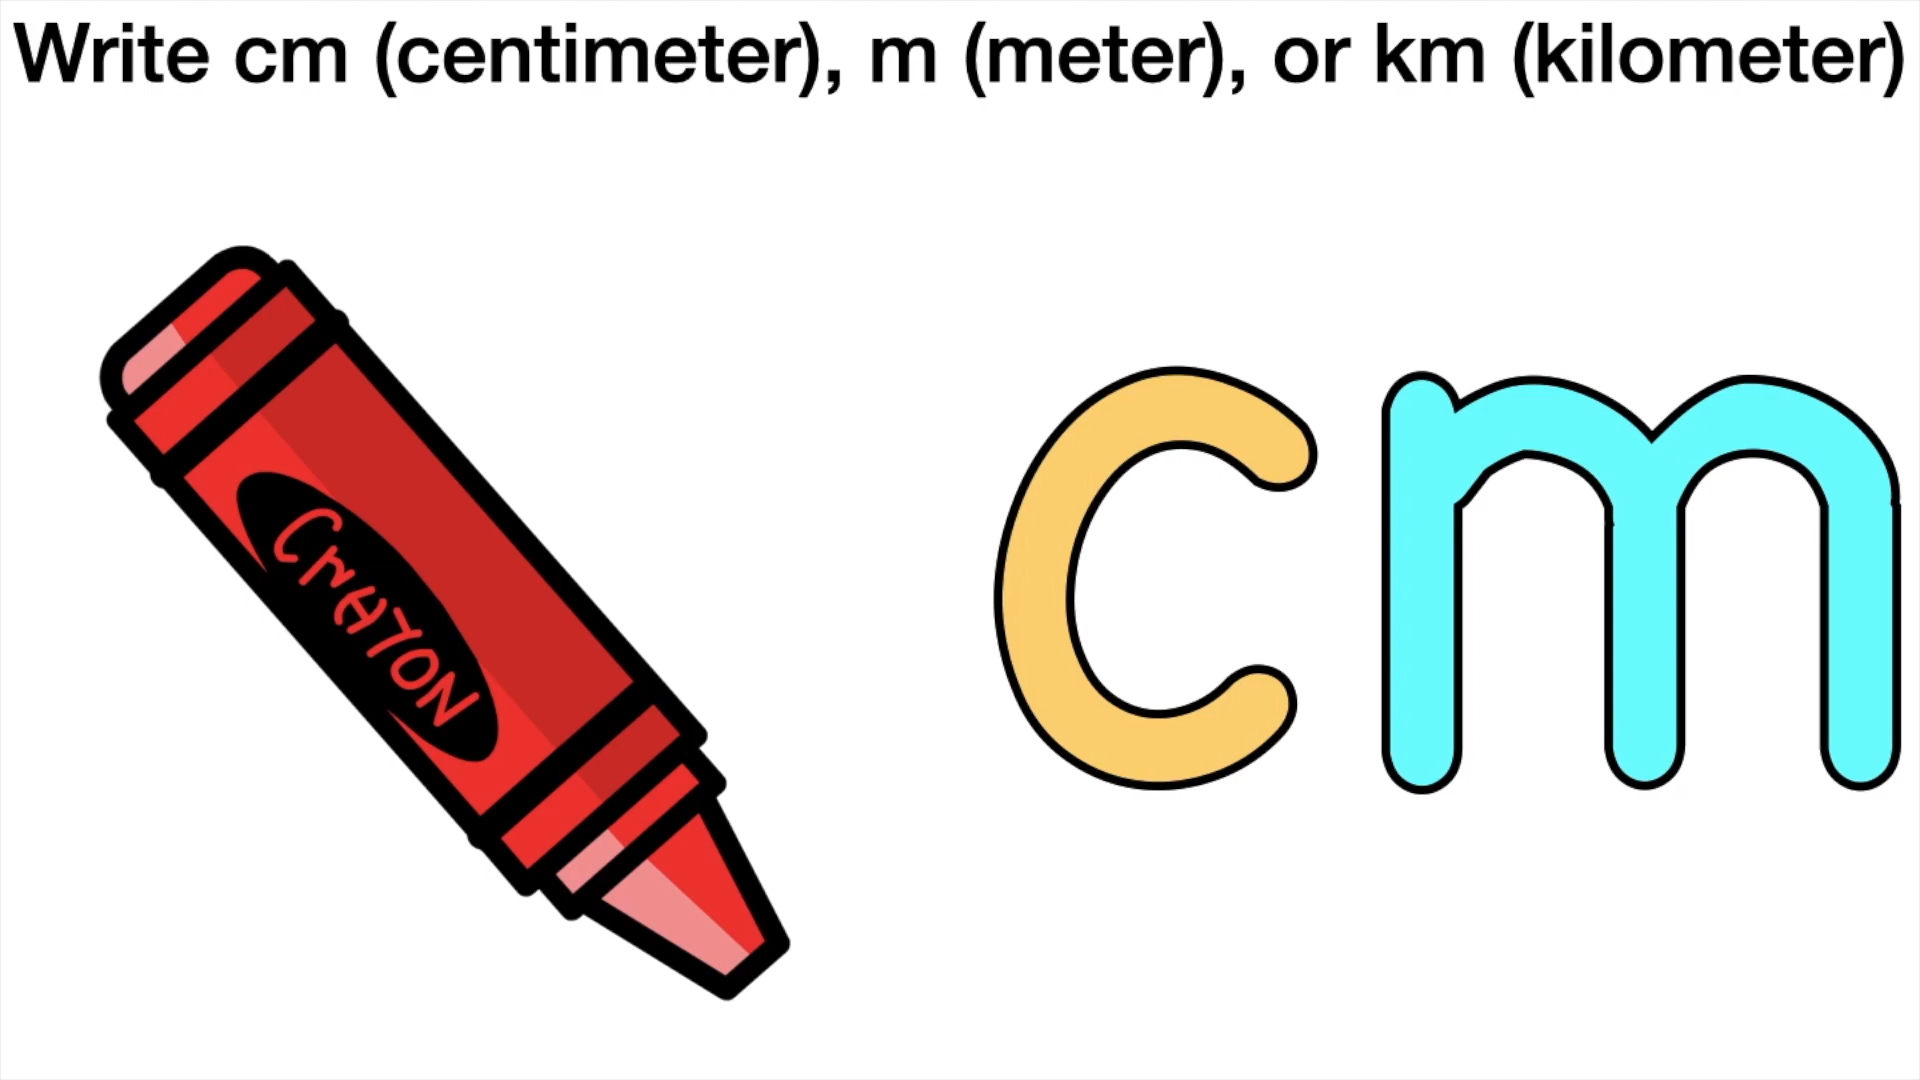 Write cm (centimeter), m (meter), or km (kilometer)
CrAYON
cm